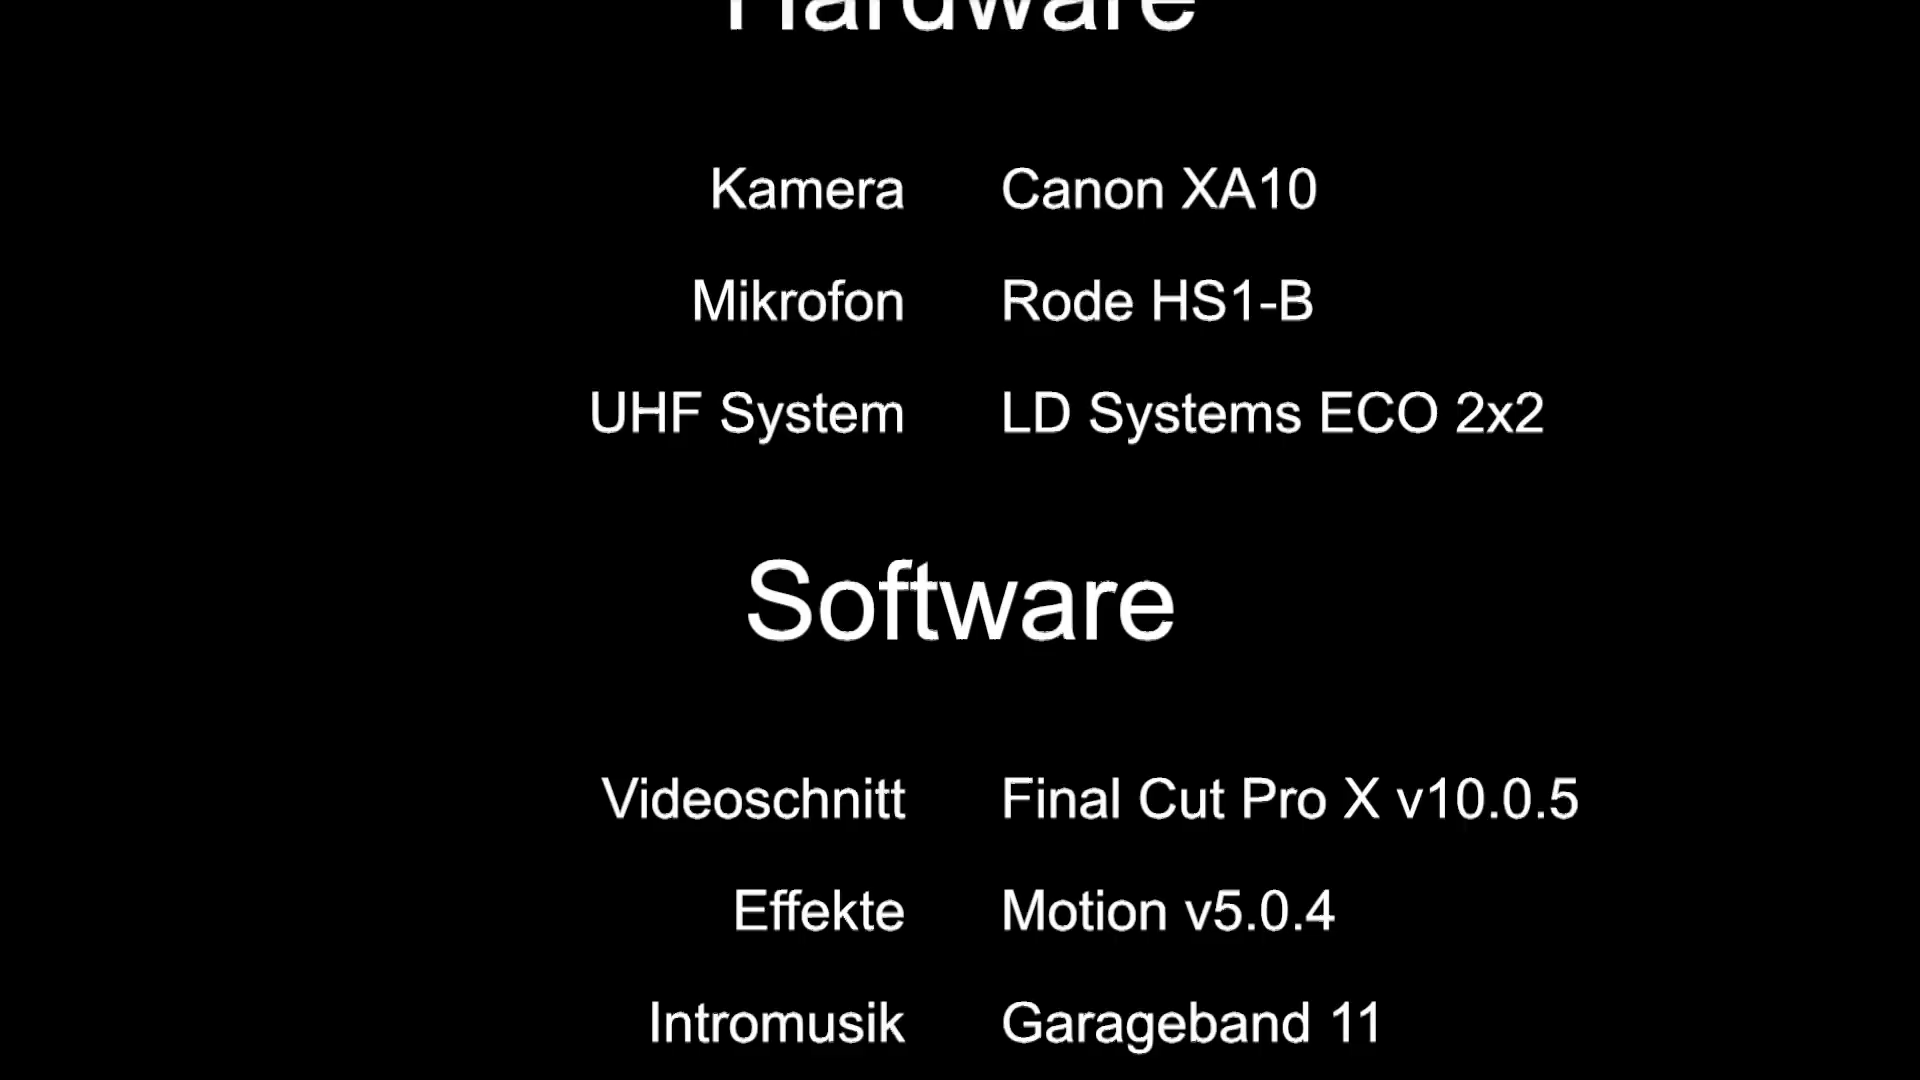 Hardware
Kamera Canon XA10
Mikrofon Rode HS1-B
UHF System LD Systems ECO 2x2
Software
Videoschnitt Final Cut Pro X v10.0.5
Effekte Motion v5.0.4
Intromusik Garageband 11